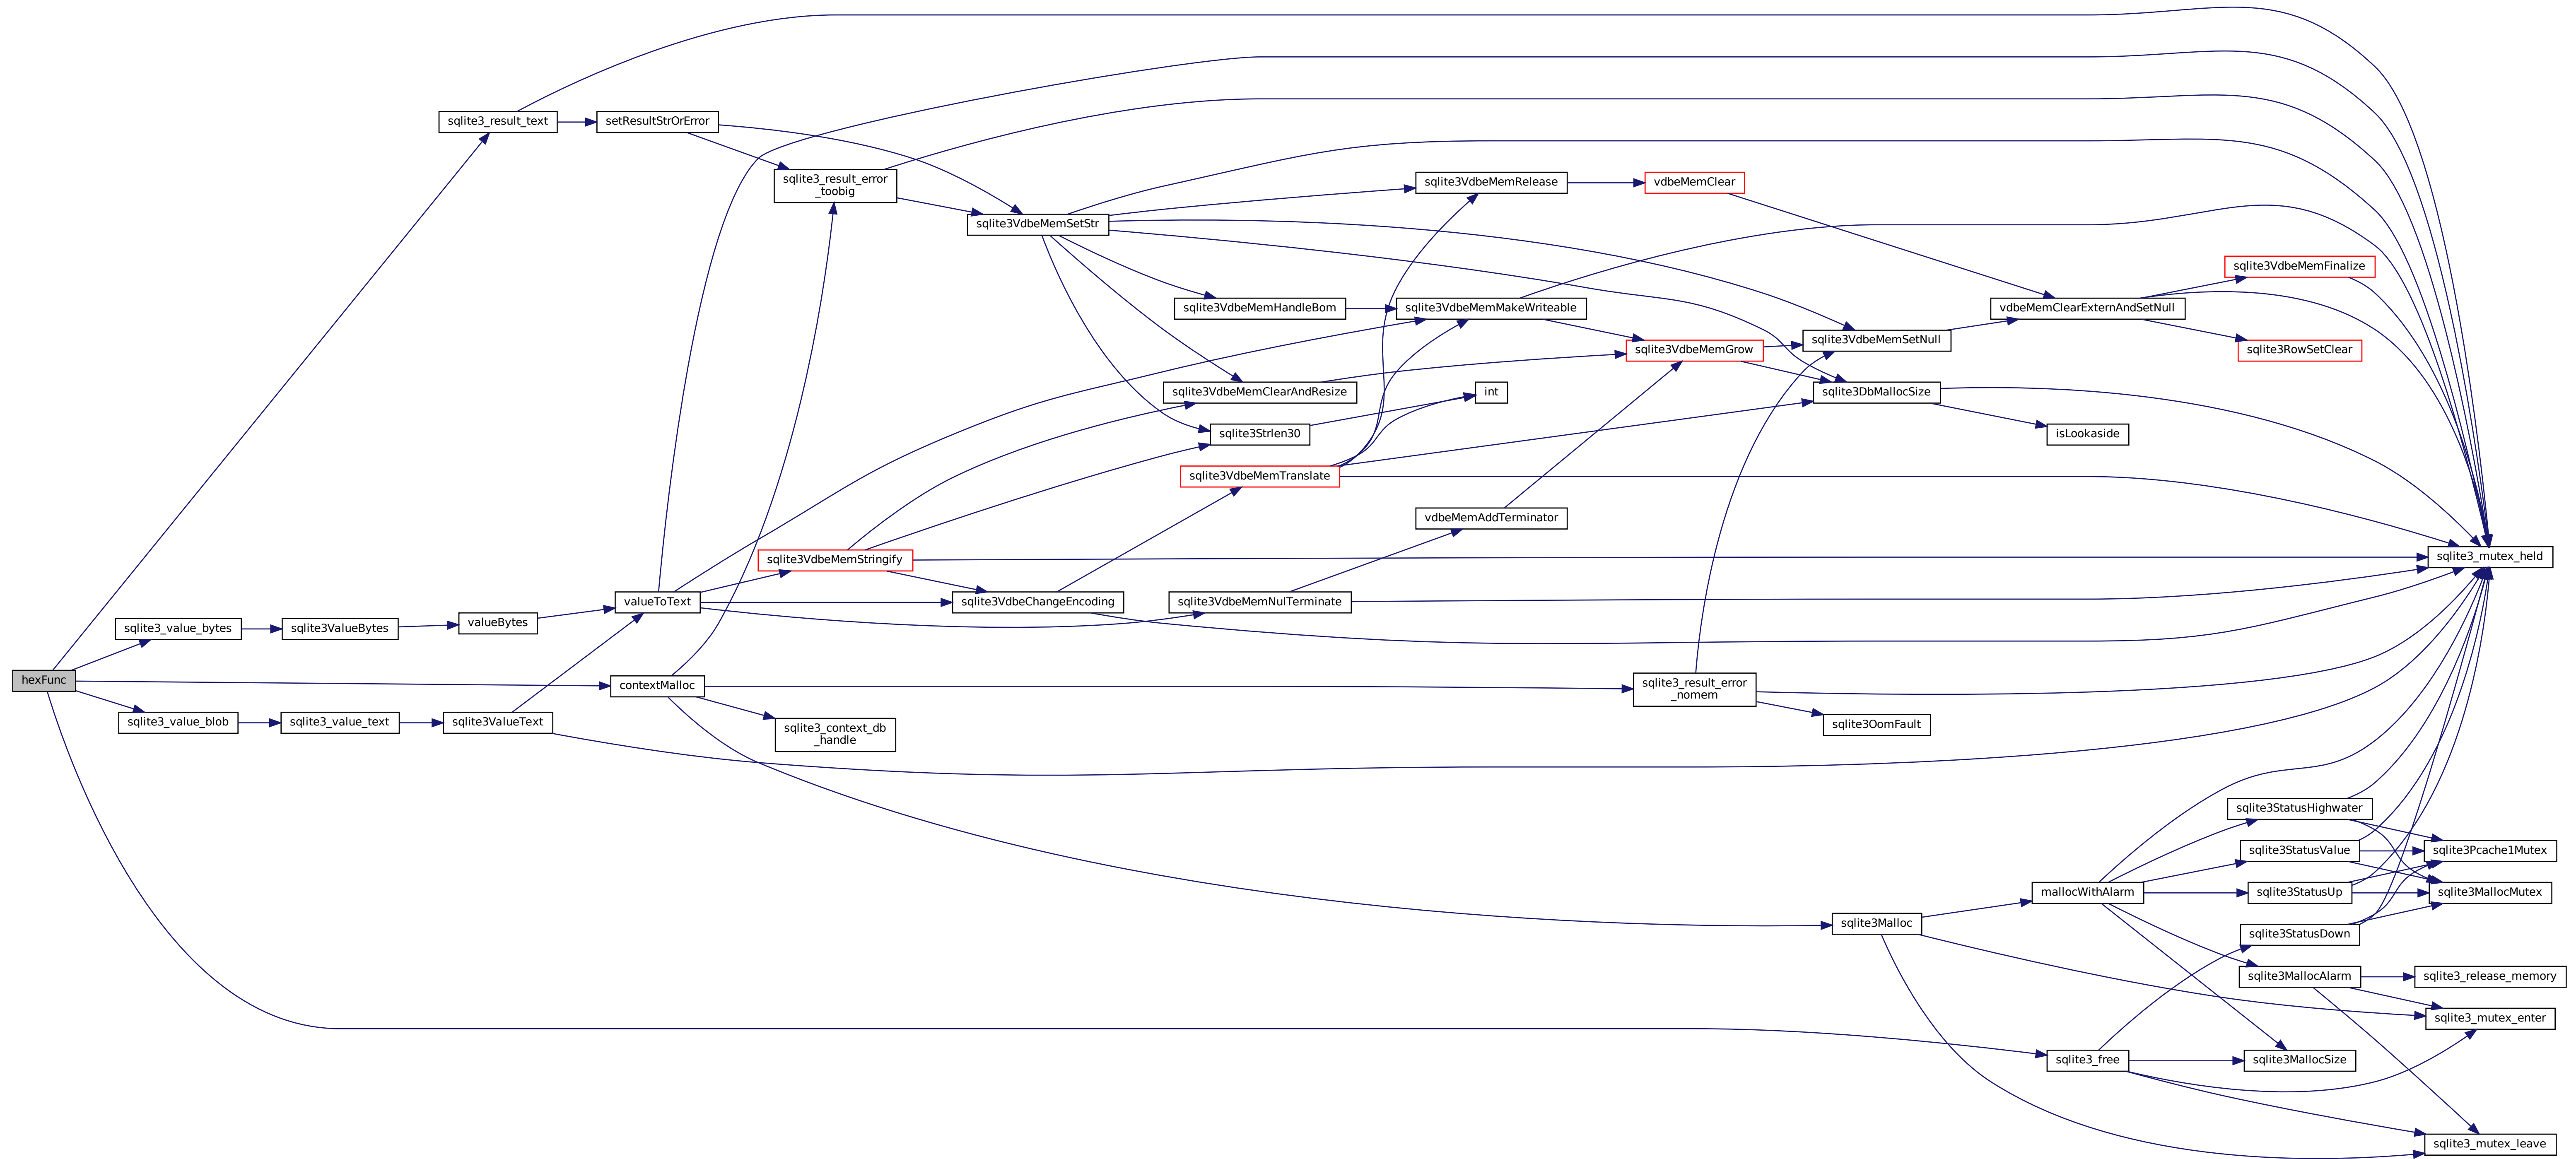 sqlite3_result_text
setResultStrOrError
sqlite3_result_error
_toobig
sqlite3VdbeMemRelease
vdbeMemClear
sqlite3VdbeMemSetStr
sqlite3VdbeMemFinalize
sqlite3VdbeMemHandleBom
sqlite3VdbeMemMakeWriteable
vdbeMemClearExternAndSetNull
sqlite3VdbeMemSetNull
sqlite3VdbeMemGrow
sqlite3RowSetClear
sqlite3VdbeMemClearAndResize
int
sqlite3DbMallocSize
sqlite3Strlen30
isLookaside
sqlite3VdbeMemTranslate
vdbeMemAddTerminator
sqlite3VdbeMemStringify
sqlite3_mutex_held
valueToText
sqlite3VdbeChangeEncoding
sqlite3VdbeMemNulTerminate
valueBytes
sqlite3_value_bytes
sqlite3ValueBytes
hexFunc
contextMalloc
sqlite3_result_error
_nomem
sqlite3_value_blob
sqlite3_value_text
sqlite3ValueText
sqlite3_context_db
_handle
sqlite3OomFault
sqlite3StatusHighwater
sqlite3StatusValue
sqlite3Pcache1Mutex
mallocWithAlarm
sqlite3StatusUp
sqlite3MallocMutex
sqlite3Malloc
sqlite3StatusDown
sqlite3MallocAlarm
sqlite3_release_memory
sqlite3_mutex_enter
sqlite3_free
sqlite3MallocSize
sqlite3_mutex_leave